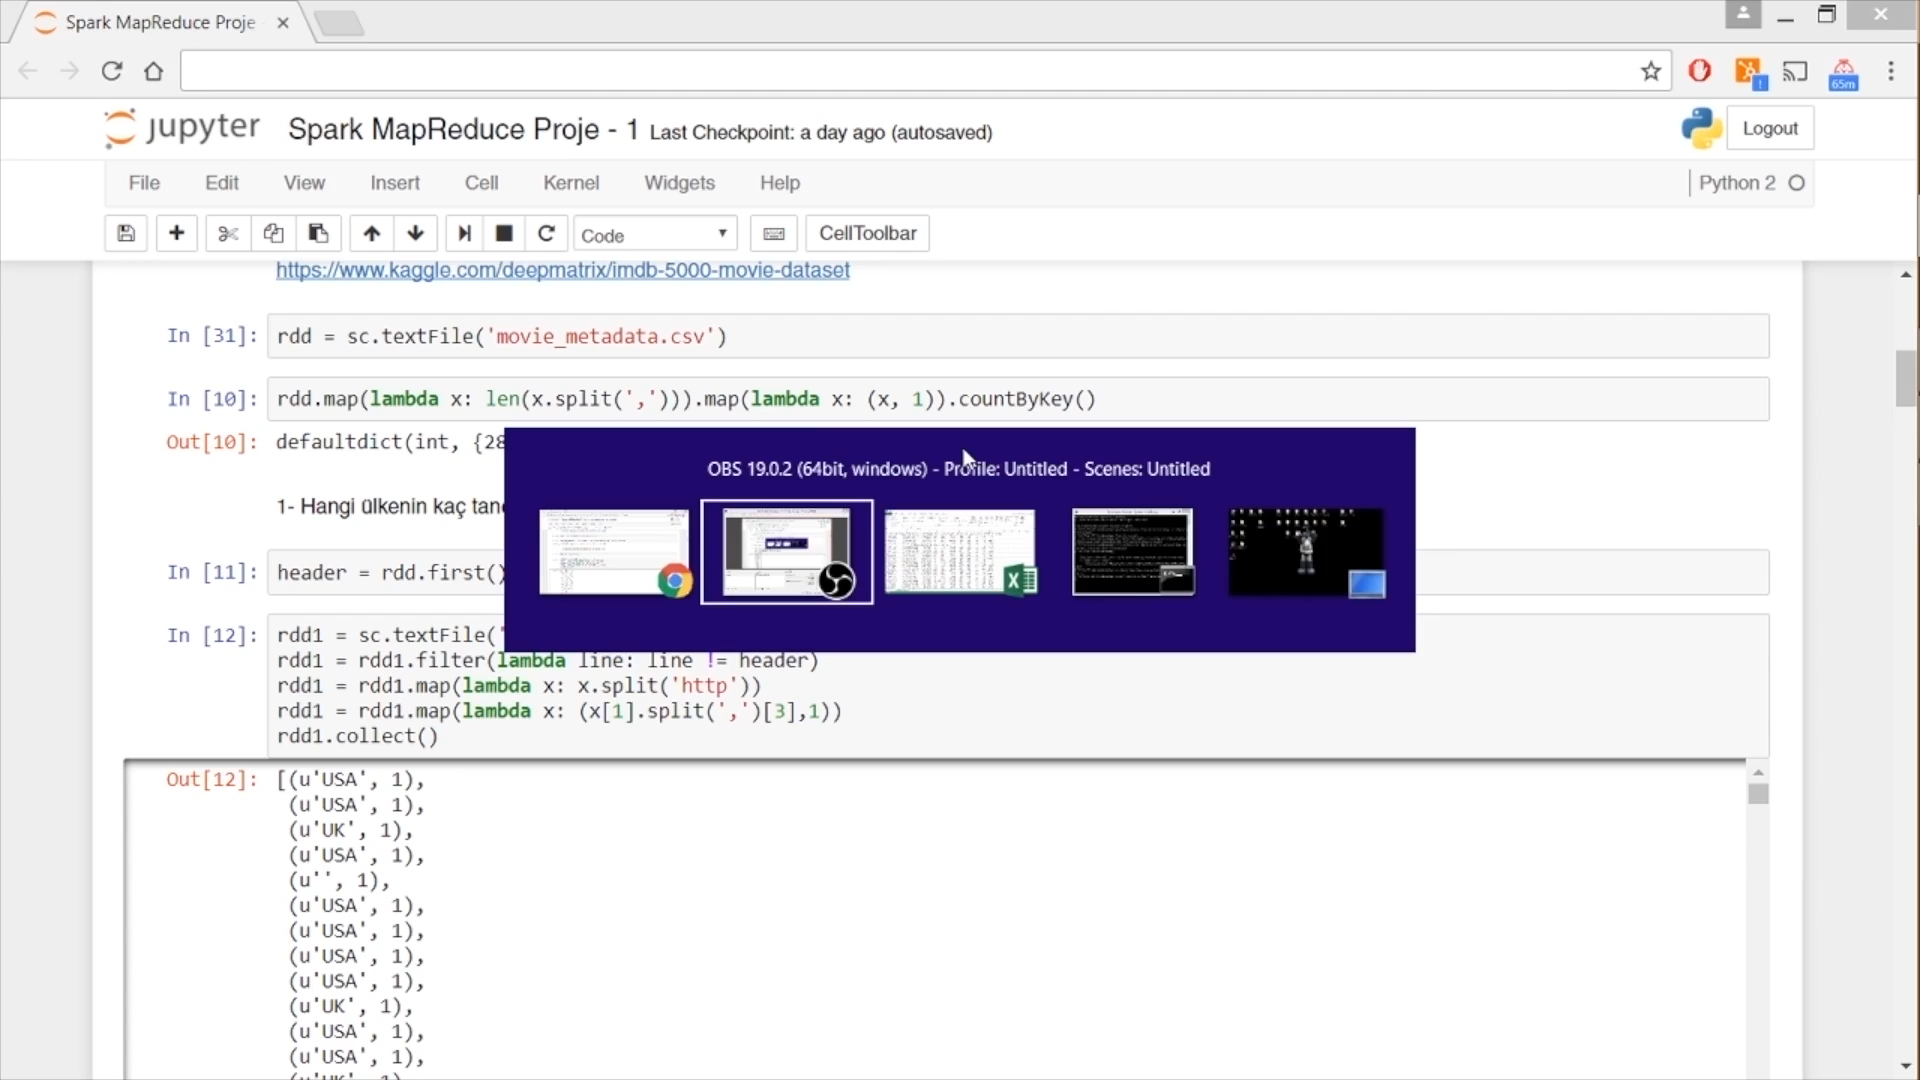 Spark MapReduce Proje
65m
jupyter Spark MapReduce Proje - 1 Last Checkpoint: a day ago (autosaved)
Logout
File Edit View Insert Cell Kernel Widgets Help
Python 2
Code
CellToolbar
https://www.kaggle.com/deepmatrix/imdb-5000-movie-dataset
In [31]: rdd = sc.textFile('movie_metadata.csv')
In [10]: rdd.map(lambda x: len(x.split(','))).map(lambda x: (x, 1)).countByKey()
Out[10]: defaultdict(int, {28
OBS 19.0.2 (64bit, windows) - Profile: Untitled - Scenes: Untitled
1- Hangi ülkenin kaç tan
In [11]: header = rdd.first()
In [12]: rdd1 = sc.textFile('
rdd1 = rdd1.filter(lambda line: line != header)
rdd1 = rdd1.map(lambda x: x.split('http'))
rdd1 = rdd1.map(lambda x: (x[1].split(',')[3],1))
rdd1.collect()
Out[12]: [(u'USA', 1),
(u'USA', 1),
(u'UK', 1),
(u'USA', 1),
(u'', 1),
(u'USA', 1),
(u'USA', 1),
(u'USA', 1),
(u'USA', 1),
(u'UK', 1),
(u'USA', 1),
(u'USA', 1),